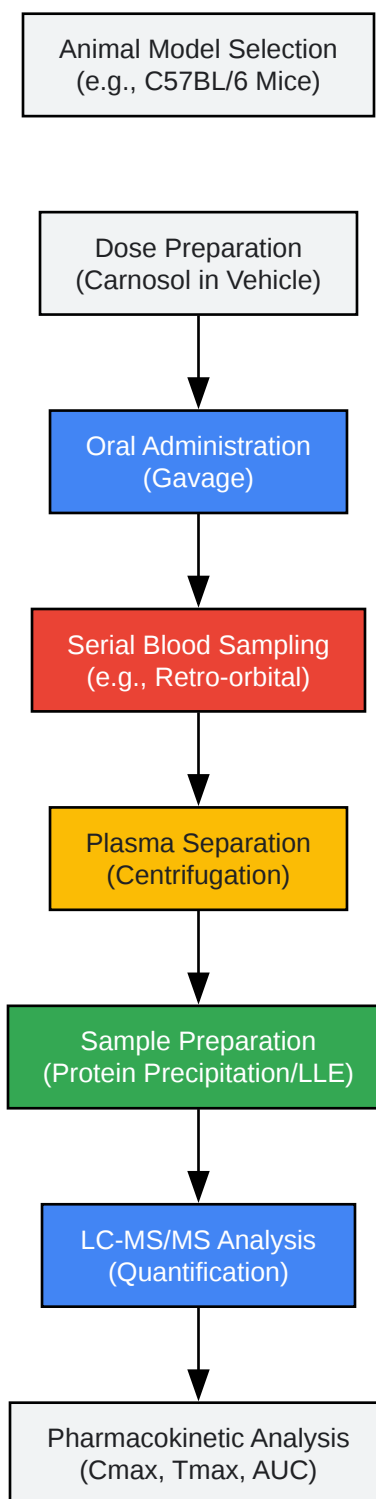 Animal Model Selection
(e.g., C57BL/6 Mice)
Dose Preparation
(Carnosol in Vehicle)
Oral Administration
(Gavage)
Serial Blood Sampling
(e.g., Retro-orbital)
Plasma Separation
(Centrifugation)
Sample Preparation
(Protein Precipitation/LLE)
LC-MS/MS Analysis
(Quantification)
Pharmacokinetic Analysis
(Cmax, Tmax, AUC)